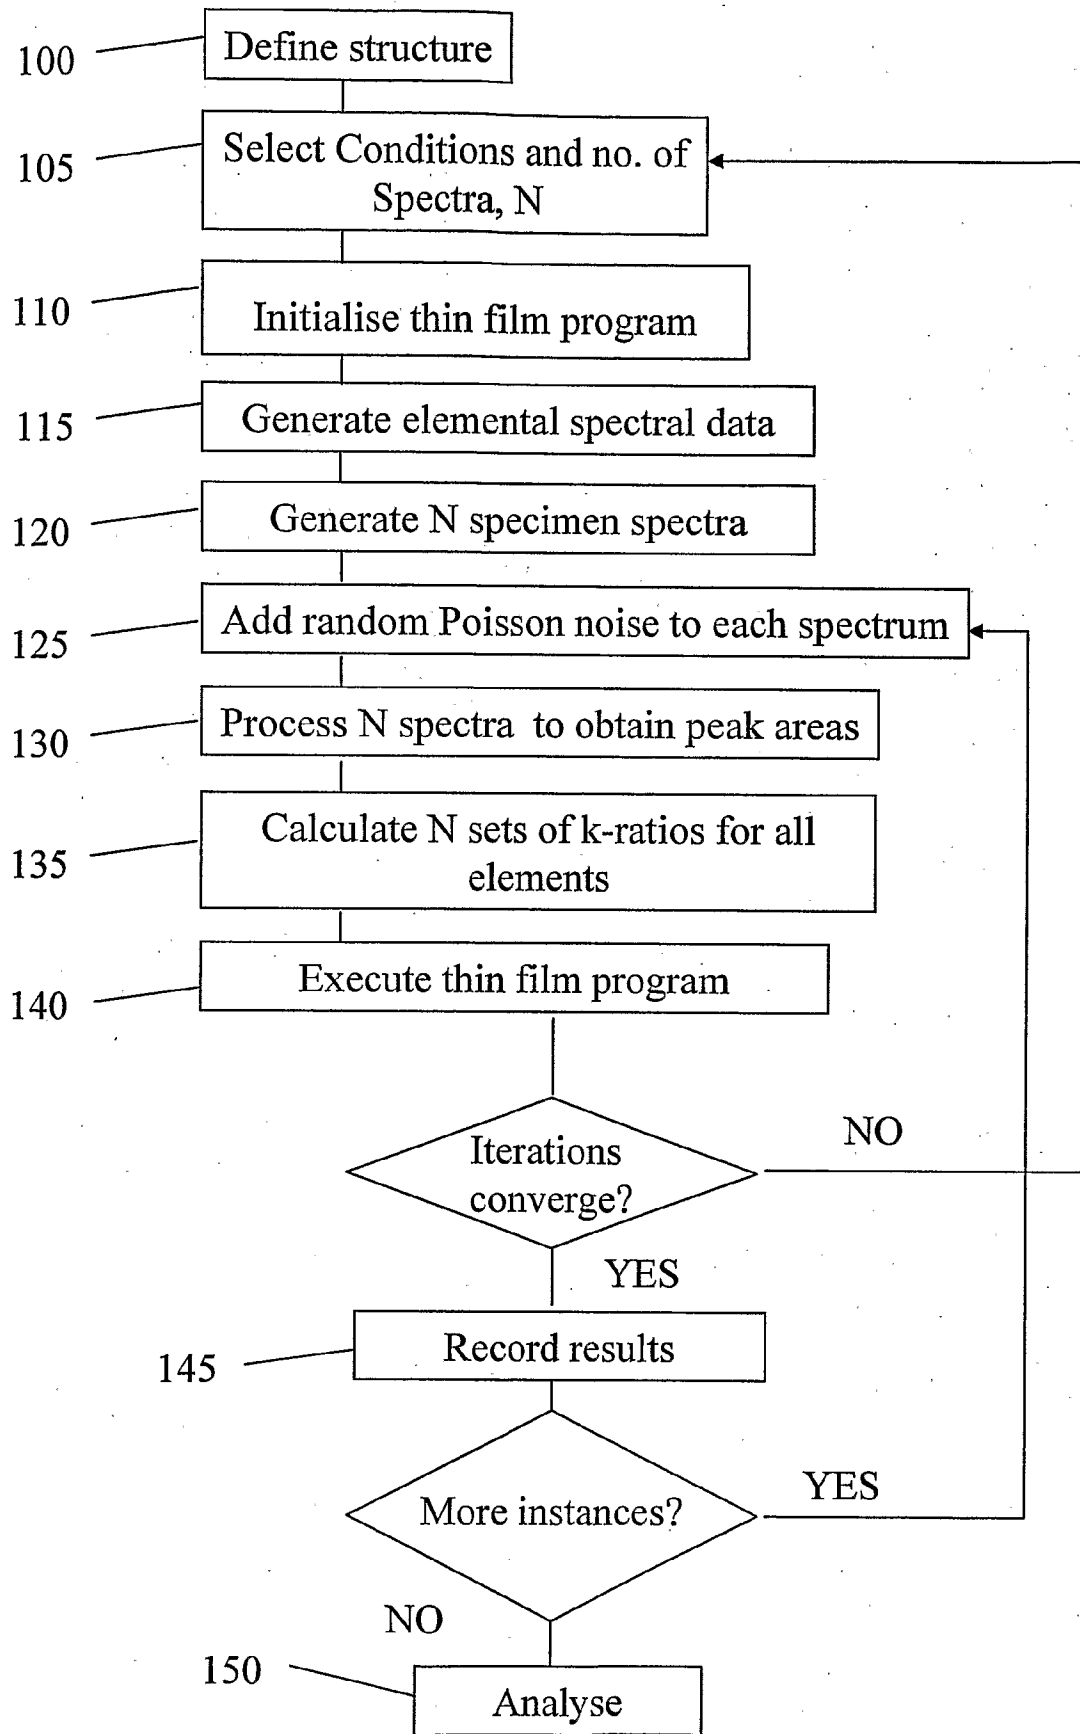 100
Define structure
105
Select Conditions and no. of
Spectra, N
110
Initialise thin film program
115
Generate elemental spectral data
120
Generate N specimen spectra
125
Add random Poisson noise to each spectrum
130
Process N spectra to obtain peak areas
135
Calculate N sets of k-ratios for all
elements
140
Execute thin film program
Iterations
converge?
NO
YES
145
Record results
More instances?
YES
NO
150
Analyse